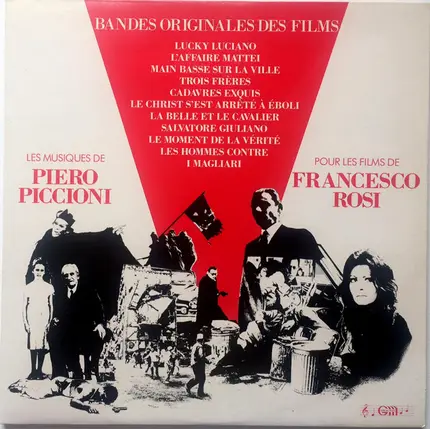 BANDES ORIGINALES DES FILMS
LUCKY LUCIANO
L'AFFAIRE MATTEI
MAIN BASSE SUR LA VILLE
TROIS FRÈRES
CADAVRES EXQUIS
LE CHRIST S'EST ARRÊTÉ À ÉBOLI
LA BELLE ET LE CAVALIER
SALVATORE GIULIANO
LE MOMENT DE LA VÉRITÉ
LES HOMMES CONTRE
I MAGLIARI
LES MUSIQUES DE
PIERO
PICCIONI
POUR LES FILMS DE
FRANCESCO
ROSI
GM